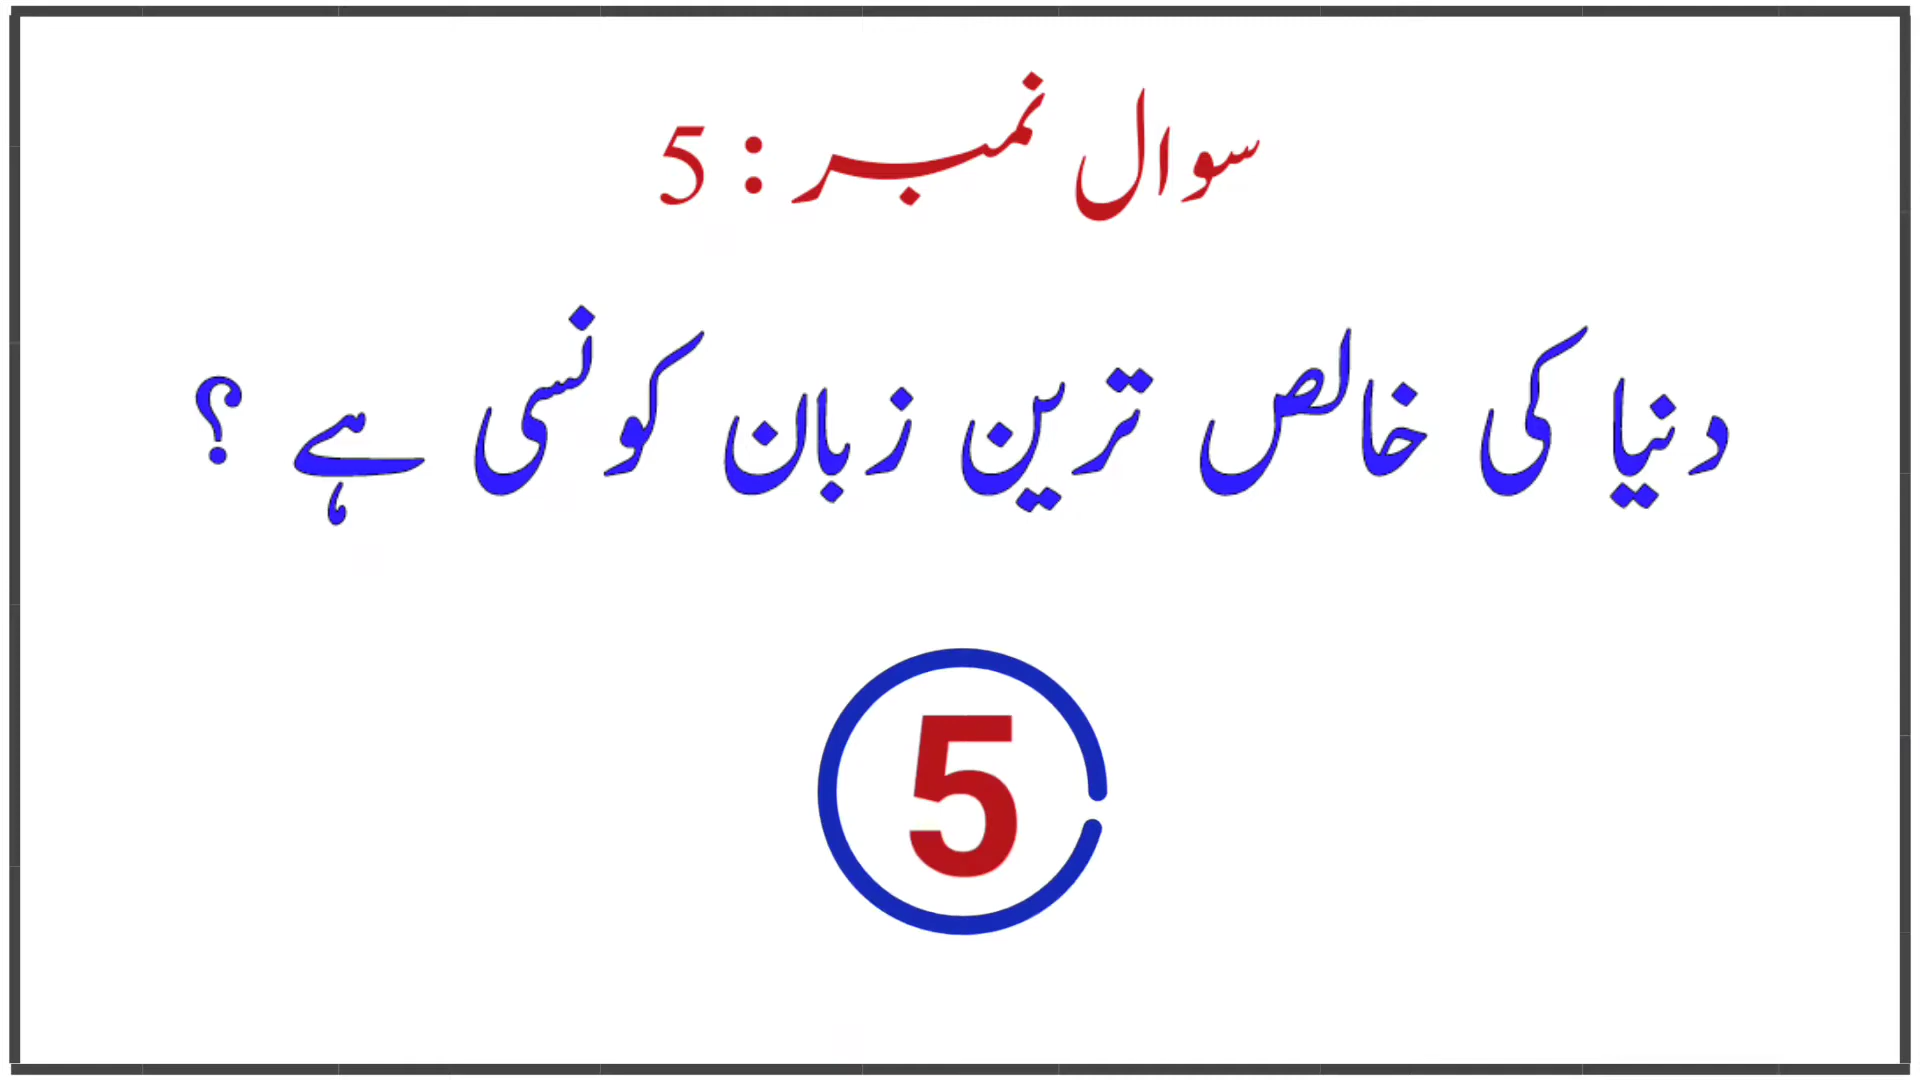 سوال نمبر : 5
دنیا کی خالص ترین زبان کونسی ہے ؟
5